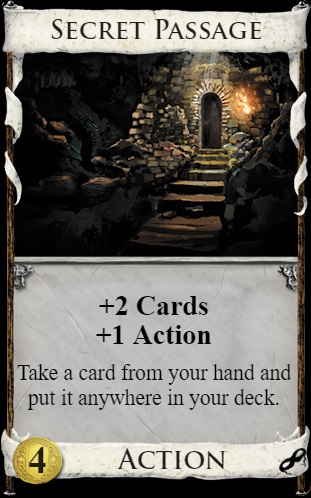 Secret Passage
+2 Cards
+1 Action
Take a card from your hand and
put it anywhere in your deck.
4
Action